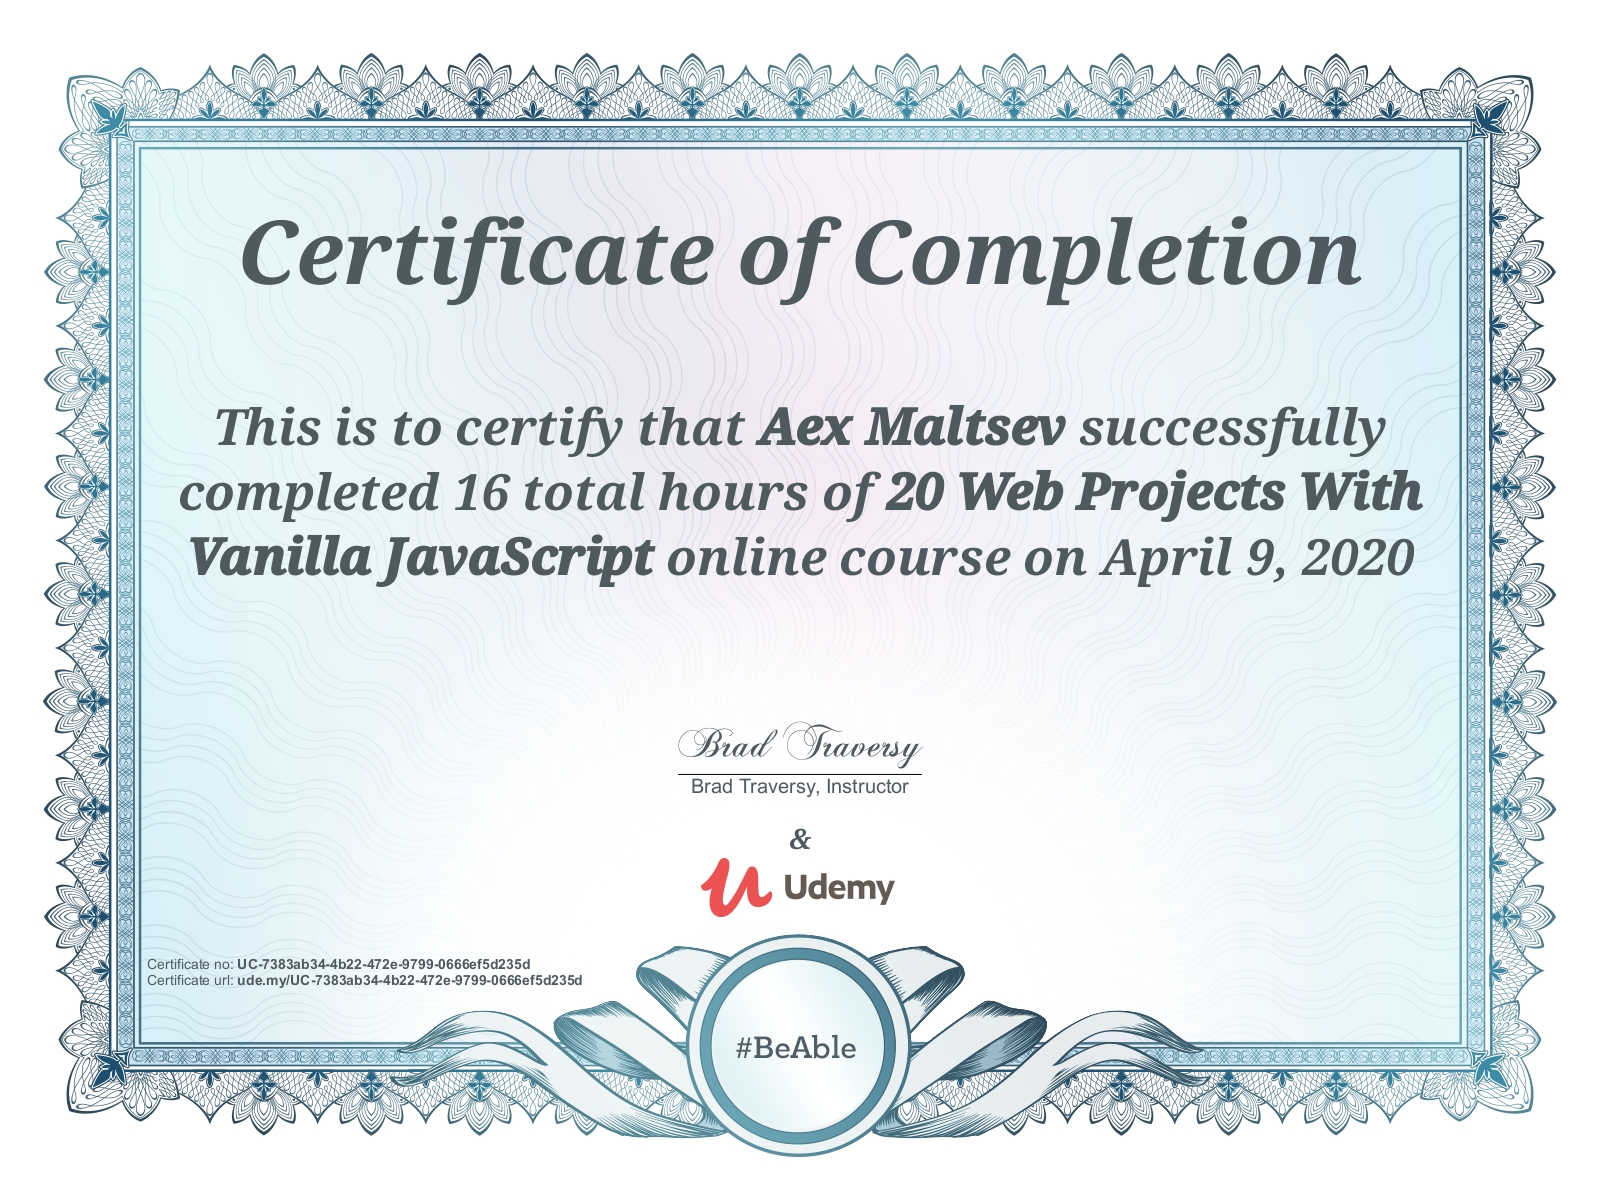 Certificate of Completion
This is to certify that Aex Maltsev successfully
completed 16 total hours of 20 Web Projects With
Vanilla JavaScript online course on April 9, 2020
Brad Traversy
Brad Traversy, Instructor
&
Udemy
Certificate no: UC-7383ab34-4b22-472e-9799-0666ef5d235d
Certificate url: ude.my/UC-7383ab34-4b22-472e-9799-0666ef5d235d
#BeAble